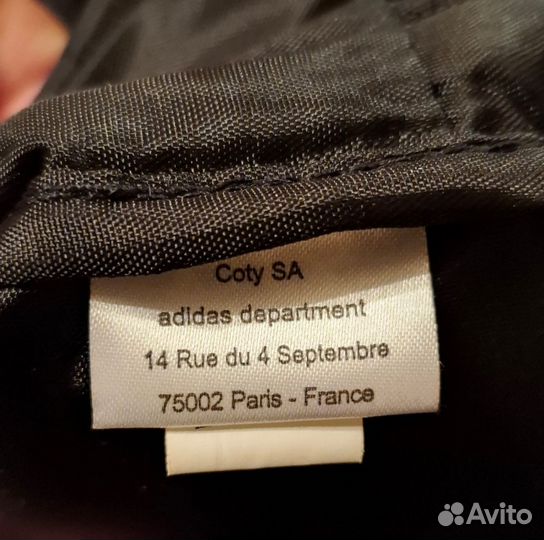 Coty SA
adidas department
14 Rue du 4 Septembre
75002 Paris - France
Avito